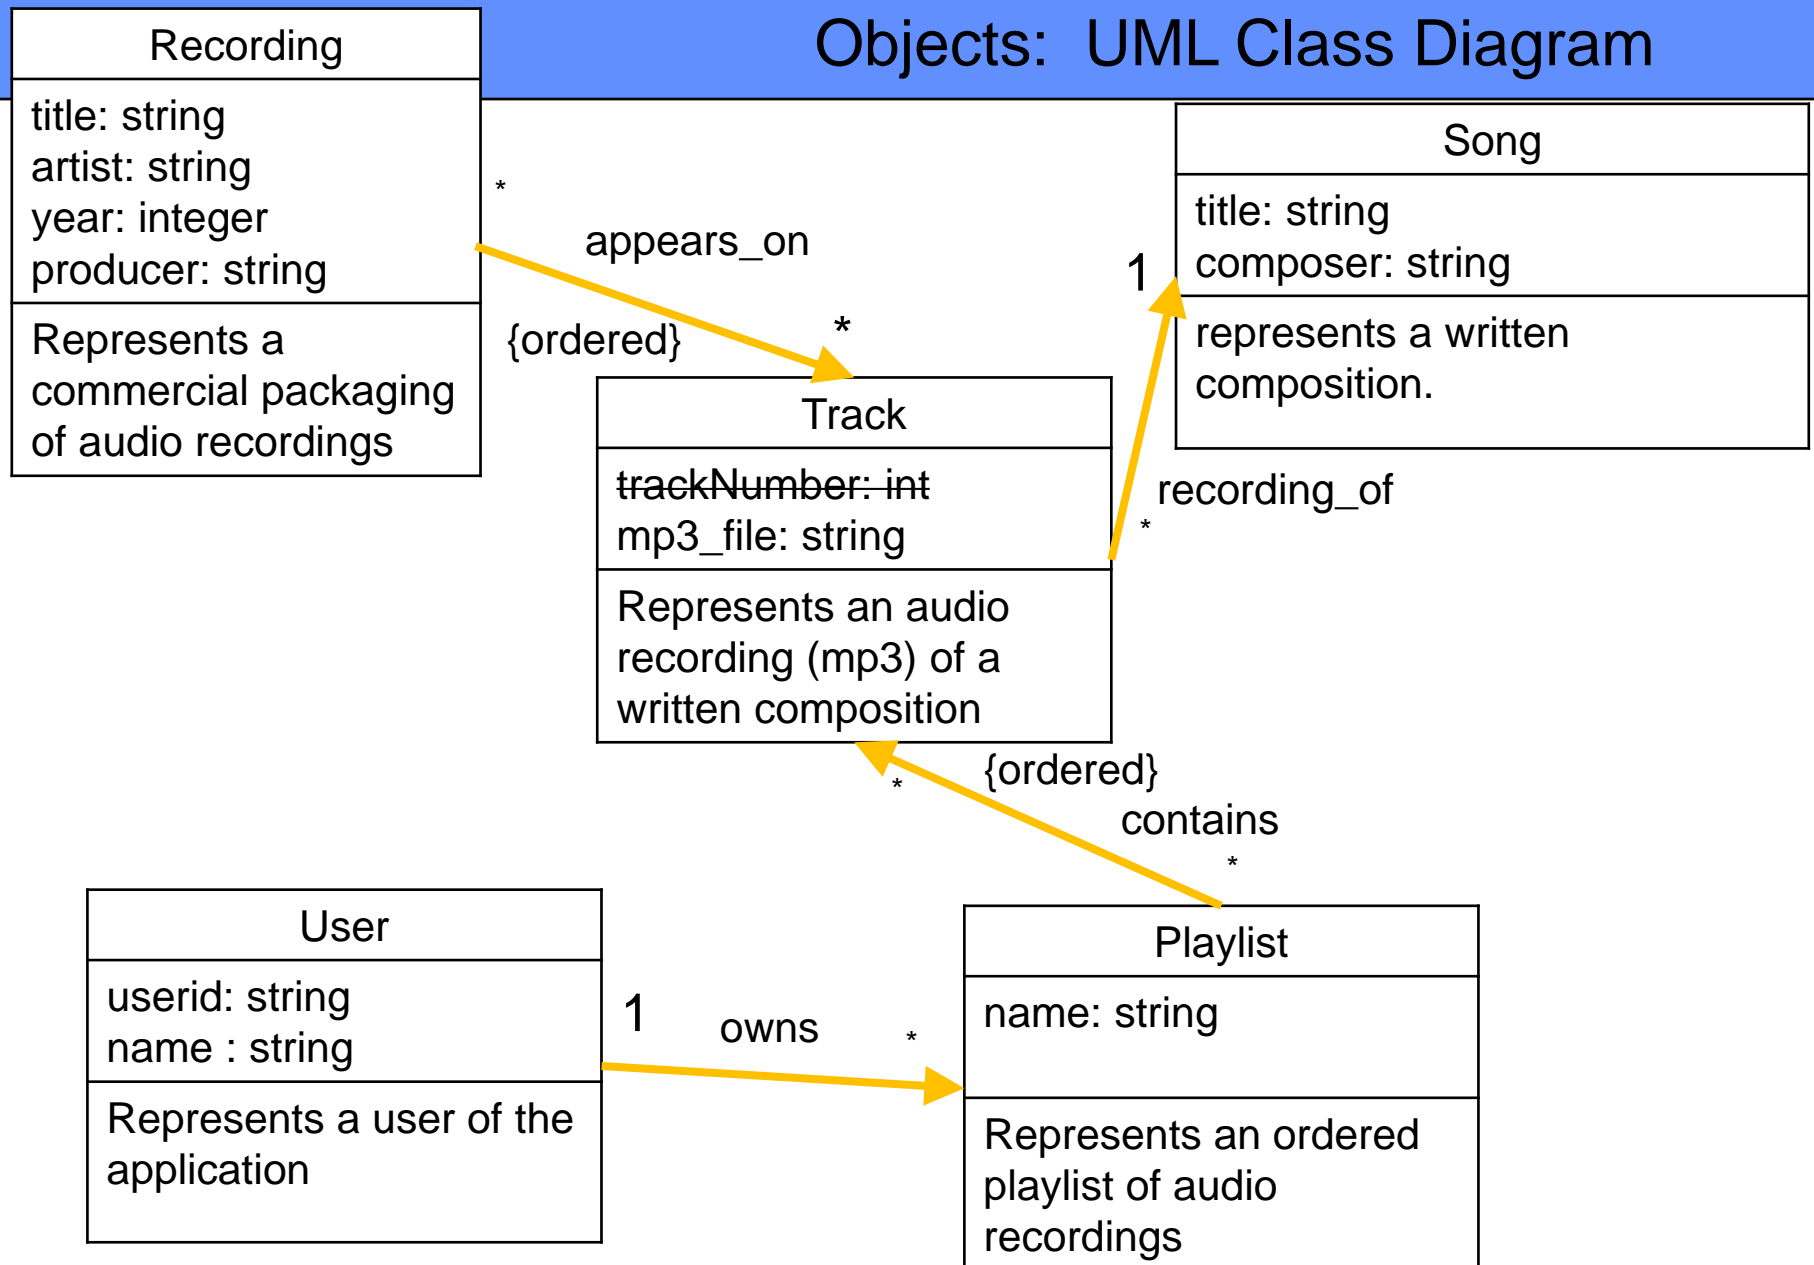 Objects:  UML Class Diagram
Recording
title: string
artist: string
year: integer
producer: string
Represents a
commercial packaging
of audio recordings
*
appears_on
{ordered}
*
Song
title: string
composer: string
represents a written
composition.
1
recording_of
*
Track
trackNumber: int
mp3_file: string
Represents an audio
recording (mp3) of a
written composition
{ordered}
*
contains
*
User
userid: string
name : string
Represents a user of the
application
1
owns
*
Playlist
name: string
Represents an ordered
playlist of audio
recordings